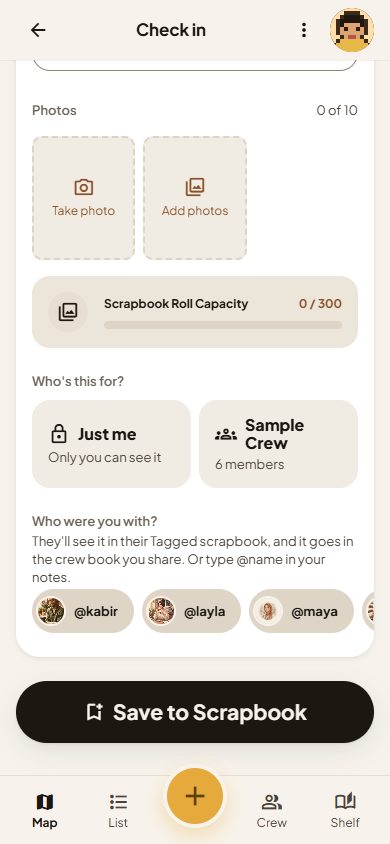 Check in
Photos
0 of 10
Take photo
Add photos
Scrapbook Roll Capacity
0 / 300
Who's this for?
Just me
Only you can see it
Sample
Crew
6 members
Who were you with?
They'll see it in their Tagged scrapbook, and it goes in
the crew book you share. Or type @name in your
notes.
@kabir
@layla
@maya
Save to Scrapbook
Map
List
Crew
Shelf